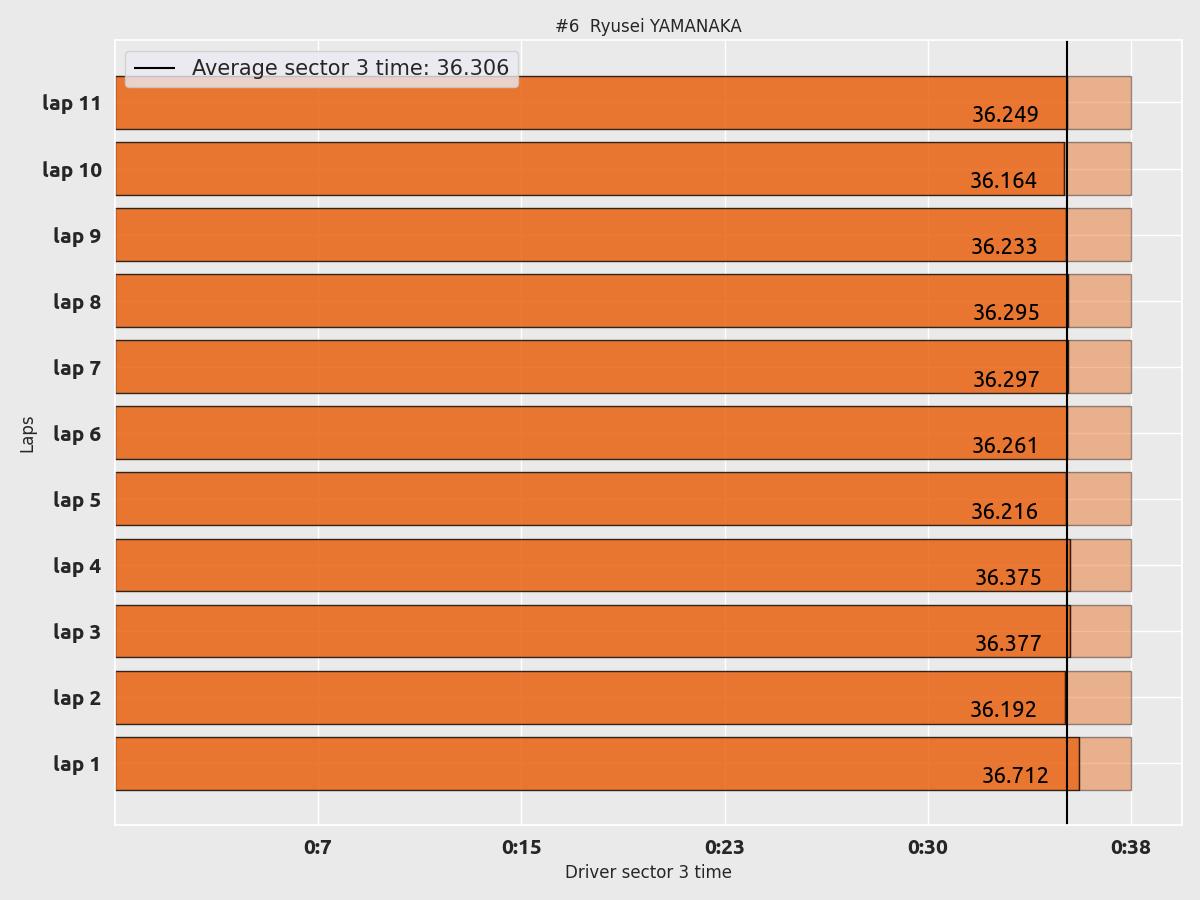 #6  Ryusei YAMANAKA
Average sector 3 time: 36.306
lap 11
36.249
lap 10
36.164
lap 9
36.233
lap 8
36.295
lap 7
36.297
lap 6
36.261
lap 5
36.216
lap 4
36.375
lap 3
36.377
lap 2
36.192
lap 1
36.712
Laps
0:7 0:15 0:23 0:30 0:38
Driver sector 3 time